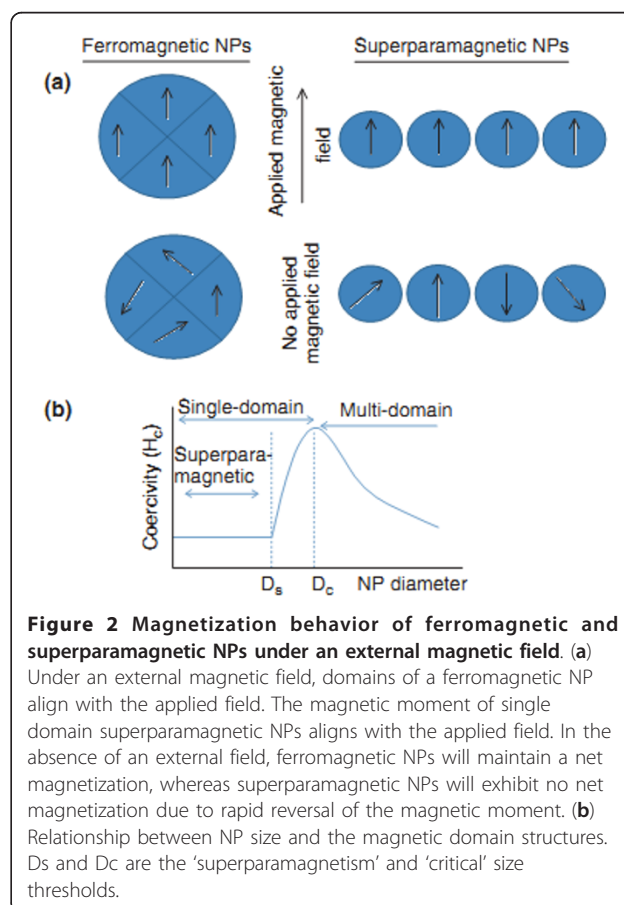 Ferromagnetic NPs
Superparamagnetic NPs
(a)
Applied magnetic
field
No applied
magnetic field
(b)
Single-domain
Multi-domain
Superpara-
magnetic
Coercivity (Hc)
Ds
Dc
NP diameter
Figure 2 Magnetization behavior of ferromagnetic and
superparamagnetic NPs under an external magnetic field. (a)
Under an external magnetic field, domains of a ferromagnetic NP
align with the applied field. The magnetic moment of single
domain superparamagnetic NPs aligns with the applied field. In the
absence of an external field, ferromagnetic NPs will maintain a net
magnetization, whereas superparamagnetic NPs will exhibit no net
magnetization due to rapid reversal of the magnetic moment. (b)
Relationship between NP size and the magnetic domain structures.
Ds and Dc are the ‘superparamagnetism’ and ‘critical’ size
thresholds.